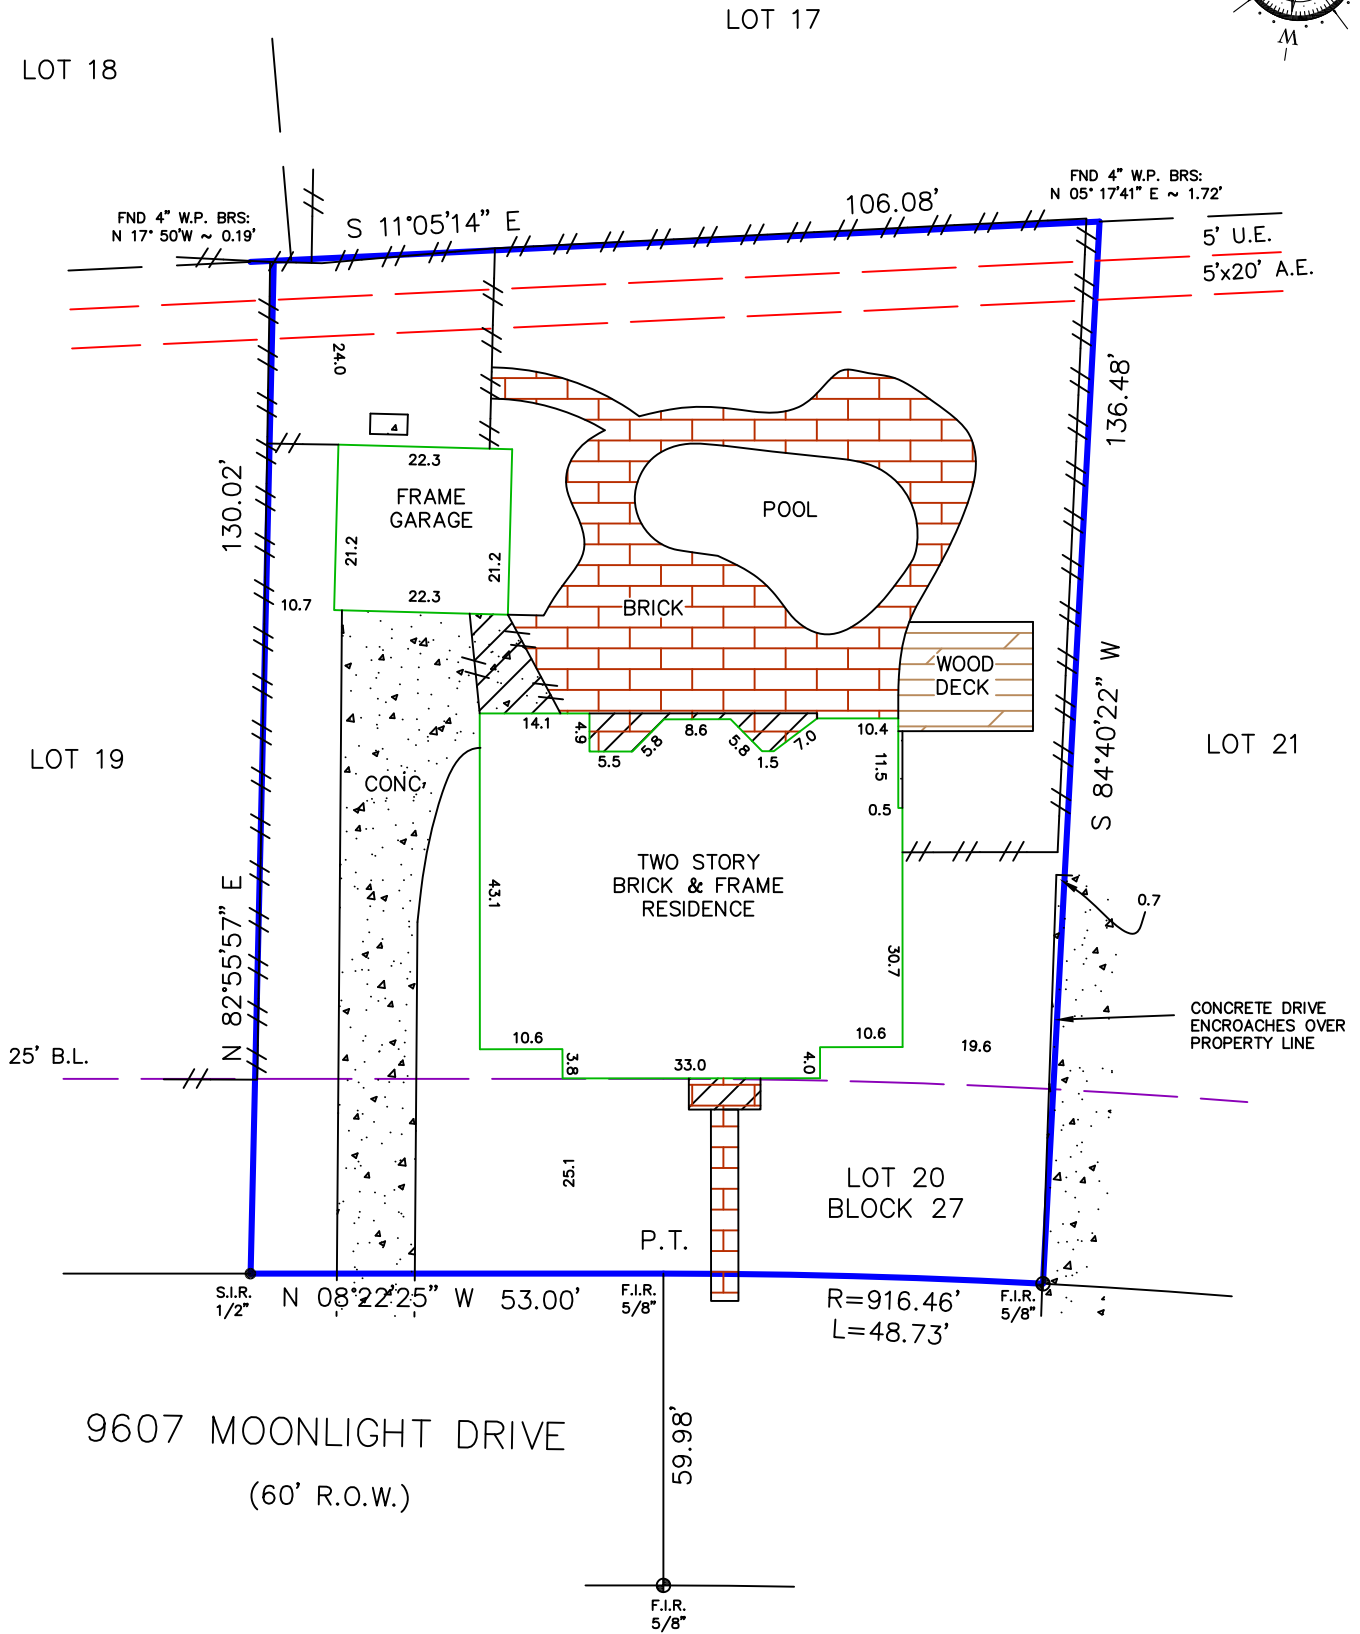 LOT 17
W
LOT 18
FND 4" W.P. BRS:
N 05° 17'41" E ~ 1.72'
FND 4" W.P. BRS:
N 17° 50'W ~ 0.19'
S 11°05'14" E
106.08'
5' U.E.
5'x20' A.E.
24.0
136.48'
130.02'
22.3
FRAME
GARAGE
21.2
21.2
22.3
POOL
10.7
BRICK
WOOD
DECK
S 84°40'22" W
14.1
4.9
5.5
5.8
8.6
5.8
1.5
7.0
10.4
11.5
0.5
LOT 19
CONC.
LOT 21
TWO STORY
BRICK & FRAME
RESIDENCE
43.1
30.7
0.7
N 82°55'57" E
CONCRETE DRIVE
ENCROACHES OVER
PROPERTY LINE
25' B.L.
10.6
3.8
33.0
4.0
10.6
19.6
25.1
LOT 20
BLOCK 27
P.T.
S.I.R.
1/2"
N 08°22'25" W 53.00'
F.I.R.
5/8"
R=916.46'
L=48.73'
F.I.R.
5/8"
9607 MOONLIGHT DRIVE
(60' R.O.W.)
59.98'
F.I.R.
5/8"